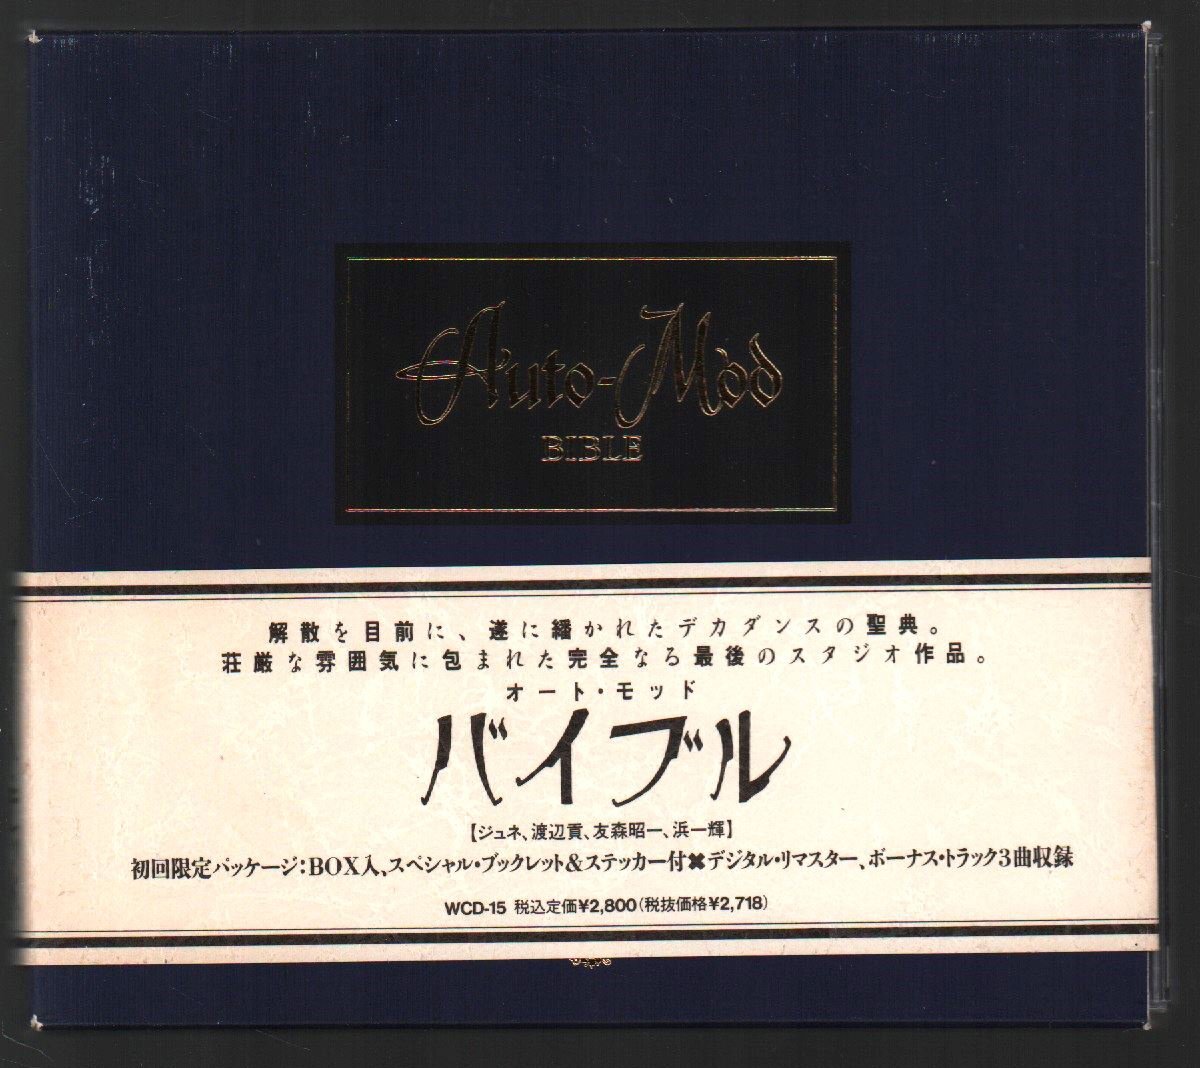 Auto-Mod
BIBLE
解散を目前に、遂に繙かれたデカダンスの聖典。
荘厳な雰囲気に包まれた完全なる最後のスタジオ作品。
オート・モッド
バイブル
【ジュネ、渡辺貢、友森昭一、浜一輝】
初回限定パッケージ:BOX入、スペシャル・ブックレット&ステッカー付✖デジタル・リマスター、ボーナス・トラック3曲収録
WCD-15 税込定価¥2,800(税抜価格¥2,718)